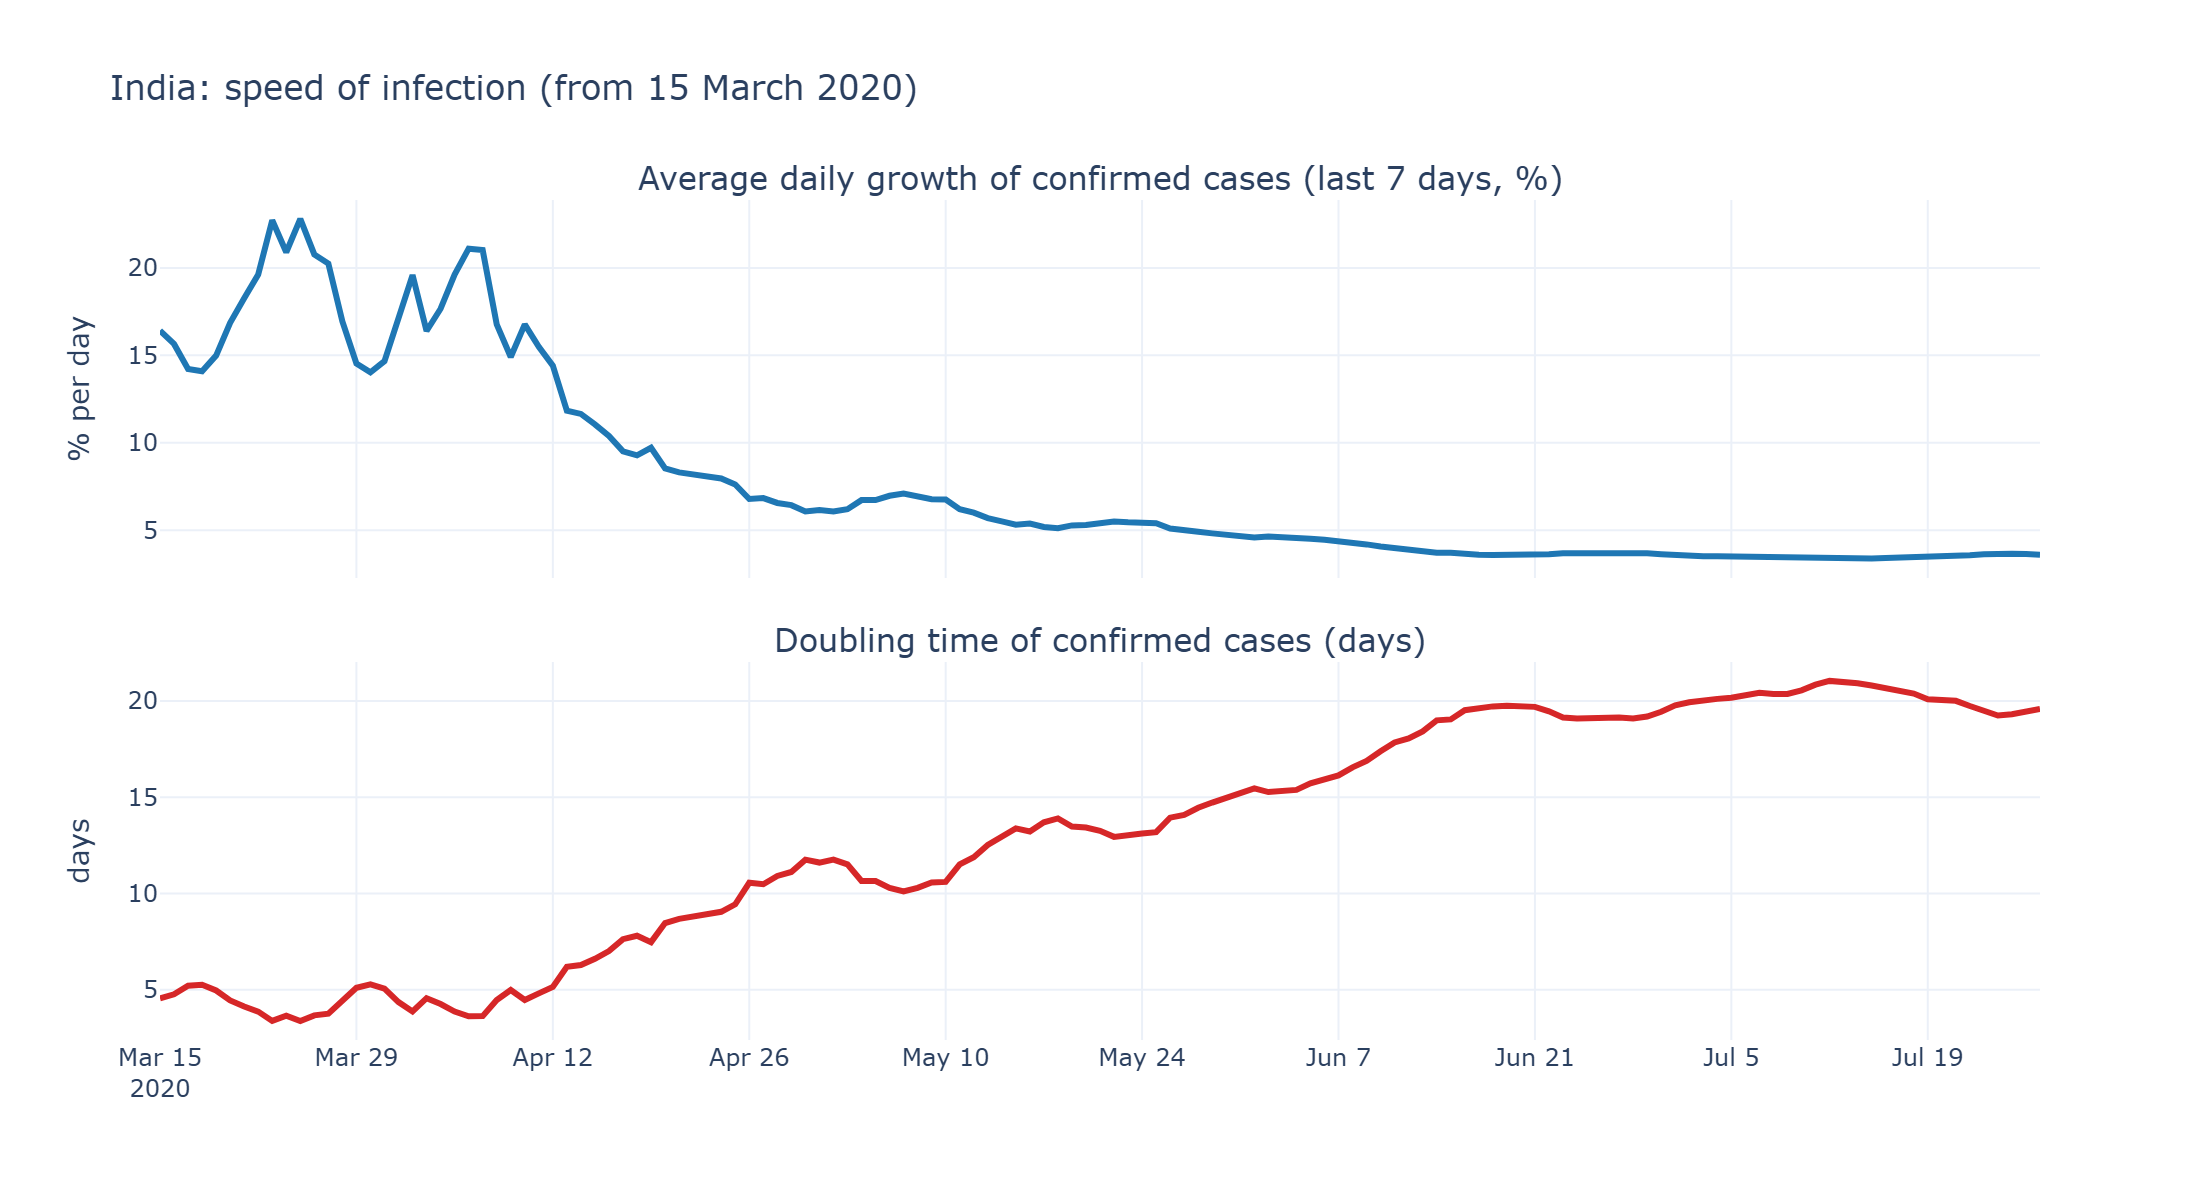 India: speed of infection (from 15 March 2020)
Average daily growth of confirmed cases (last 7 days, %)
% per day
20
15
10
5
Doubling time of confirmed cases (days)
days
20
15
10
5
Mar 15 Mar 29 Apr 12 Apr 26 May 10 May 24 Jun 7 Jun 21 Jul 5 Jul 19
2020